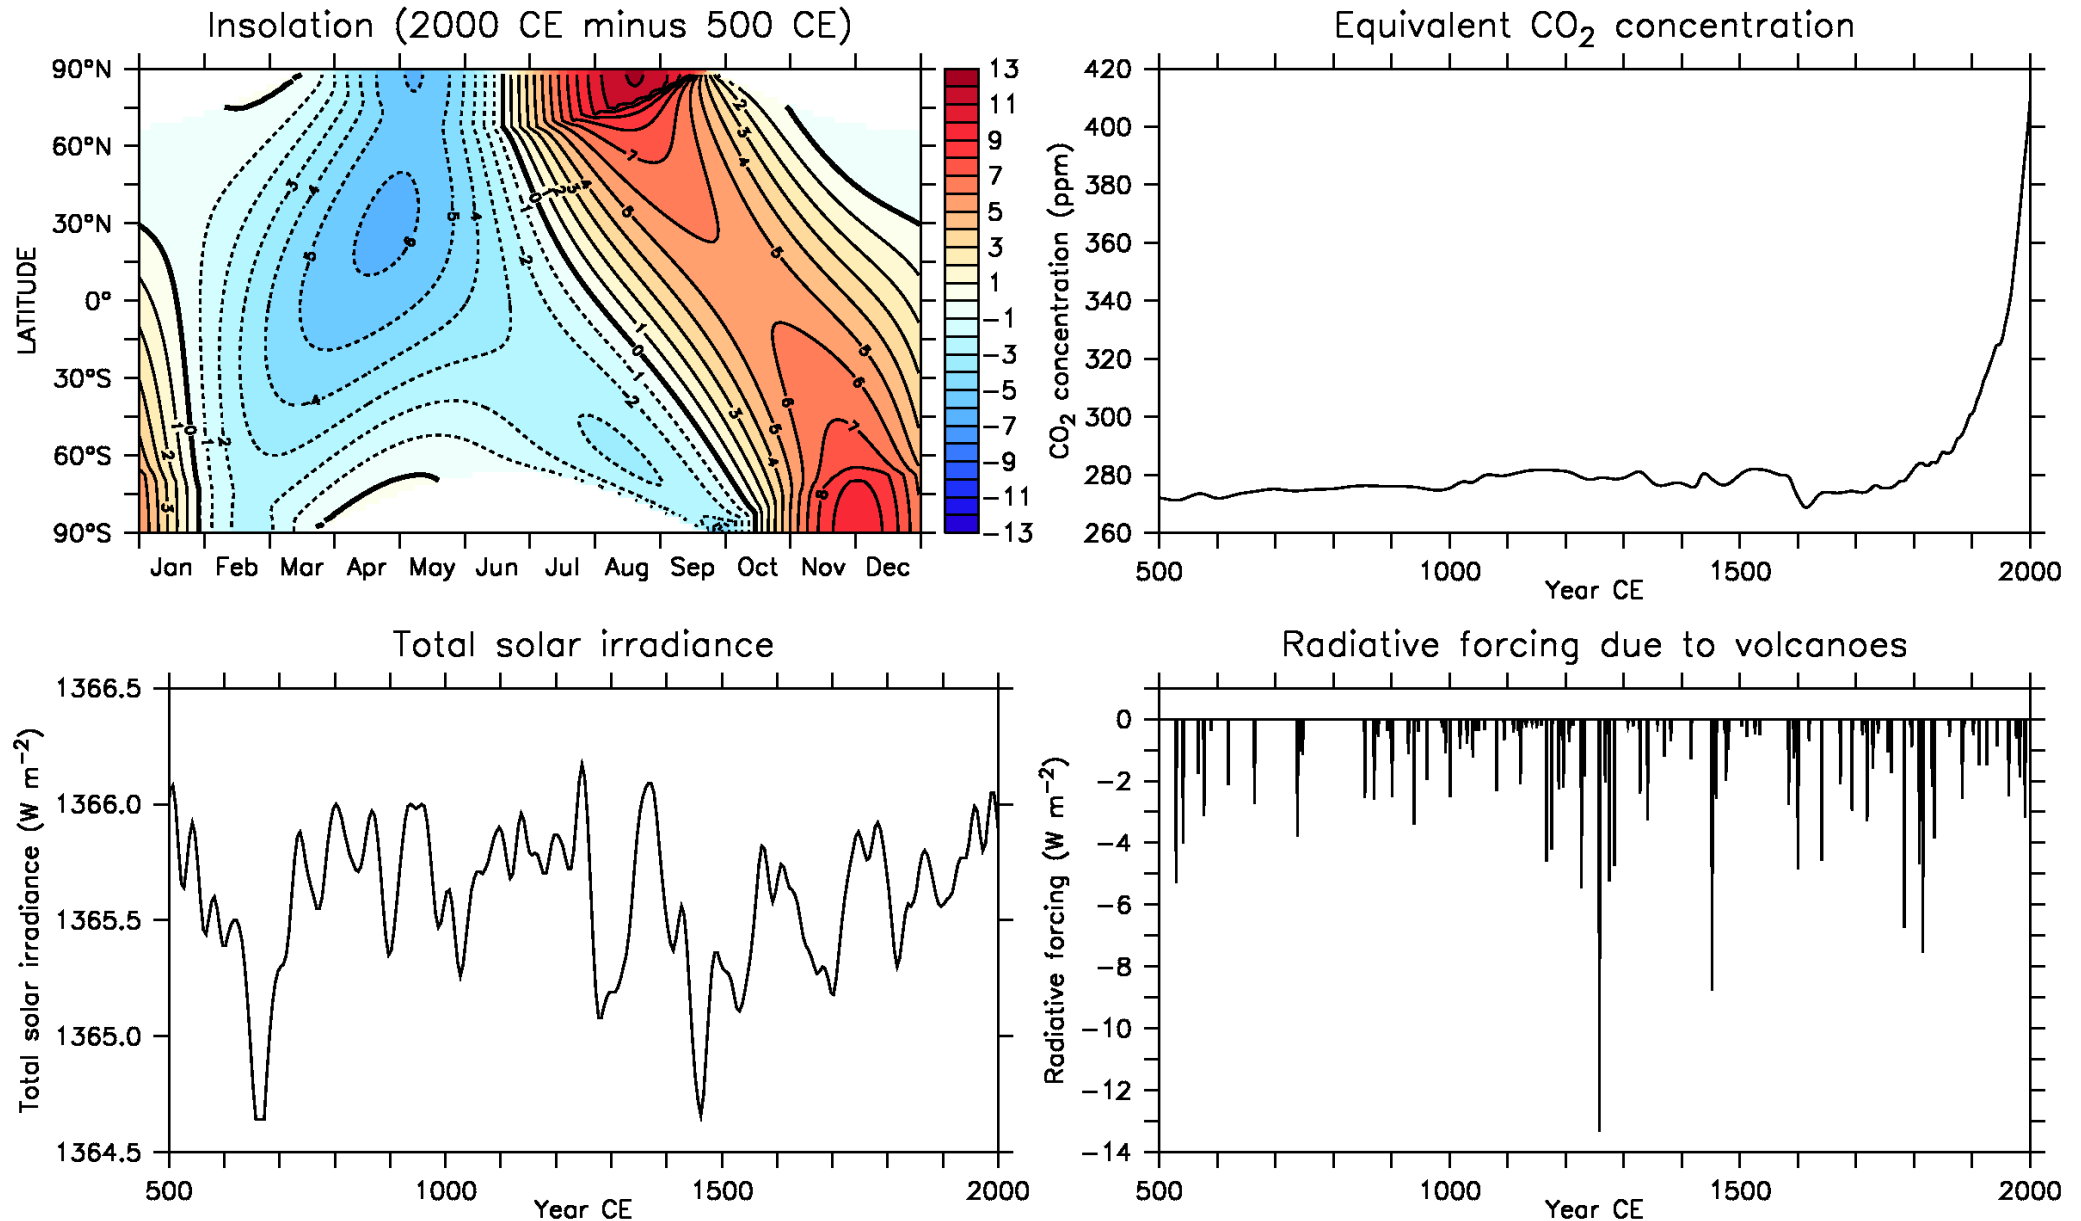 Insolation (2000 CE minus 500 CE)
90°N
60°N
30°N
0°
30°S
60°S
90°S
LATITUDE
Jan Feb Mar Apr May Jun Jul Aug Sep Oct Nov Dec
13
11
9
7
5
3
1
−1
−3
−5
−7
−9
−11
−13
Equivalent CO2 concentration
420
400
380
360
340
320
300
280
260
CO2 concentration (ppm)
500 1000 1500 2000
Year CE
Total solar irradiance
1366.5
1366.0
1365.5
1365.0
1364.5
Total solar irradiance (W m−2)
500 1000 1500 2000
Year CE
Radiative forcing due to volcanoes
0
−2
−4
−6
−8
−10
−12
−14
Radiative forcing (W m−2)
500 1000 1500 2000
Year CE